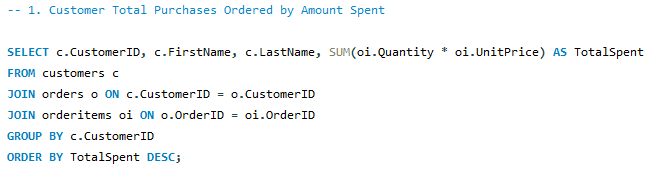 -- 1. Customer Total Purchases Ordered by Amount Spent
SELECT c.CustomerID, c.FirstName, c.LastName, SUM(oi.Quantity * oi.UnitPrice) AS TotalSpent
FROM customers c
JOIN orders o ON c.CustomerID = o.CustomerID
JOIN orderitems oi ON o.OrderID = oi.OrderID
GROUP BY c.CustomerID
ORDER BY TotalSpent DESC;